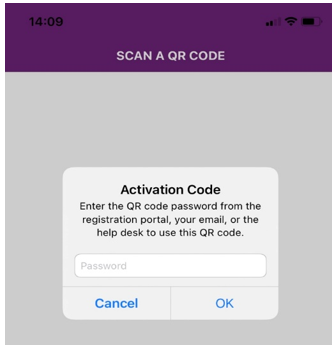 14:09
SCAN A QR CODE
Activation Code
Enter the QR code password from the
registration portal, your email, or the
help desk to use this QR code.
Password
Cancel OK